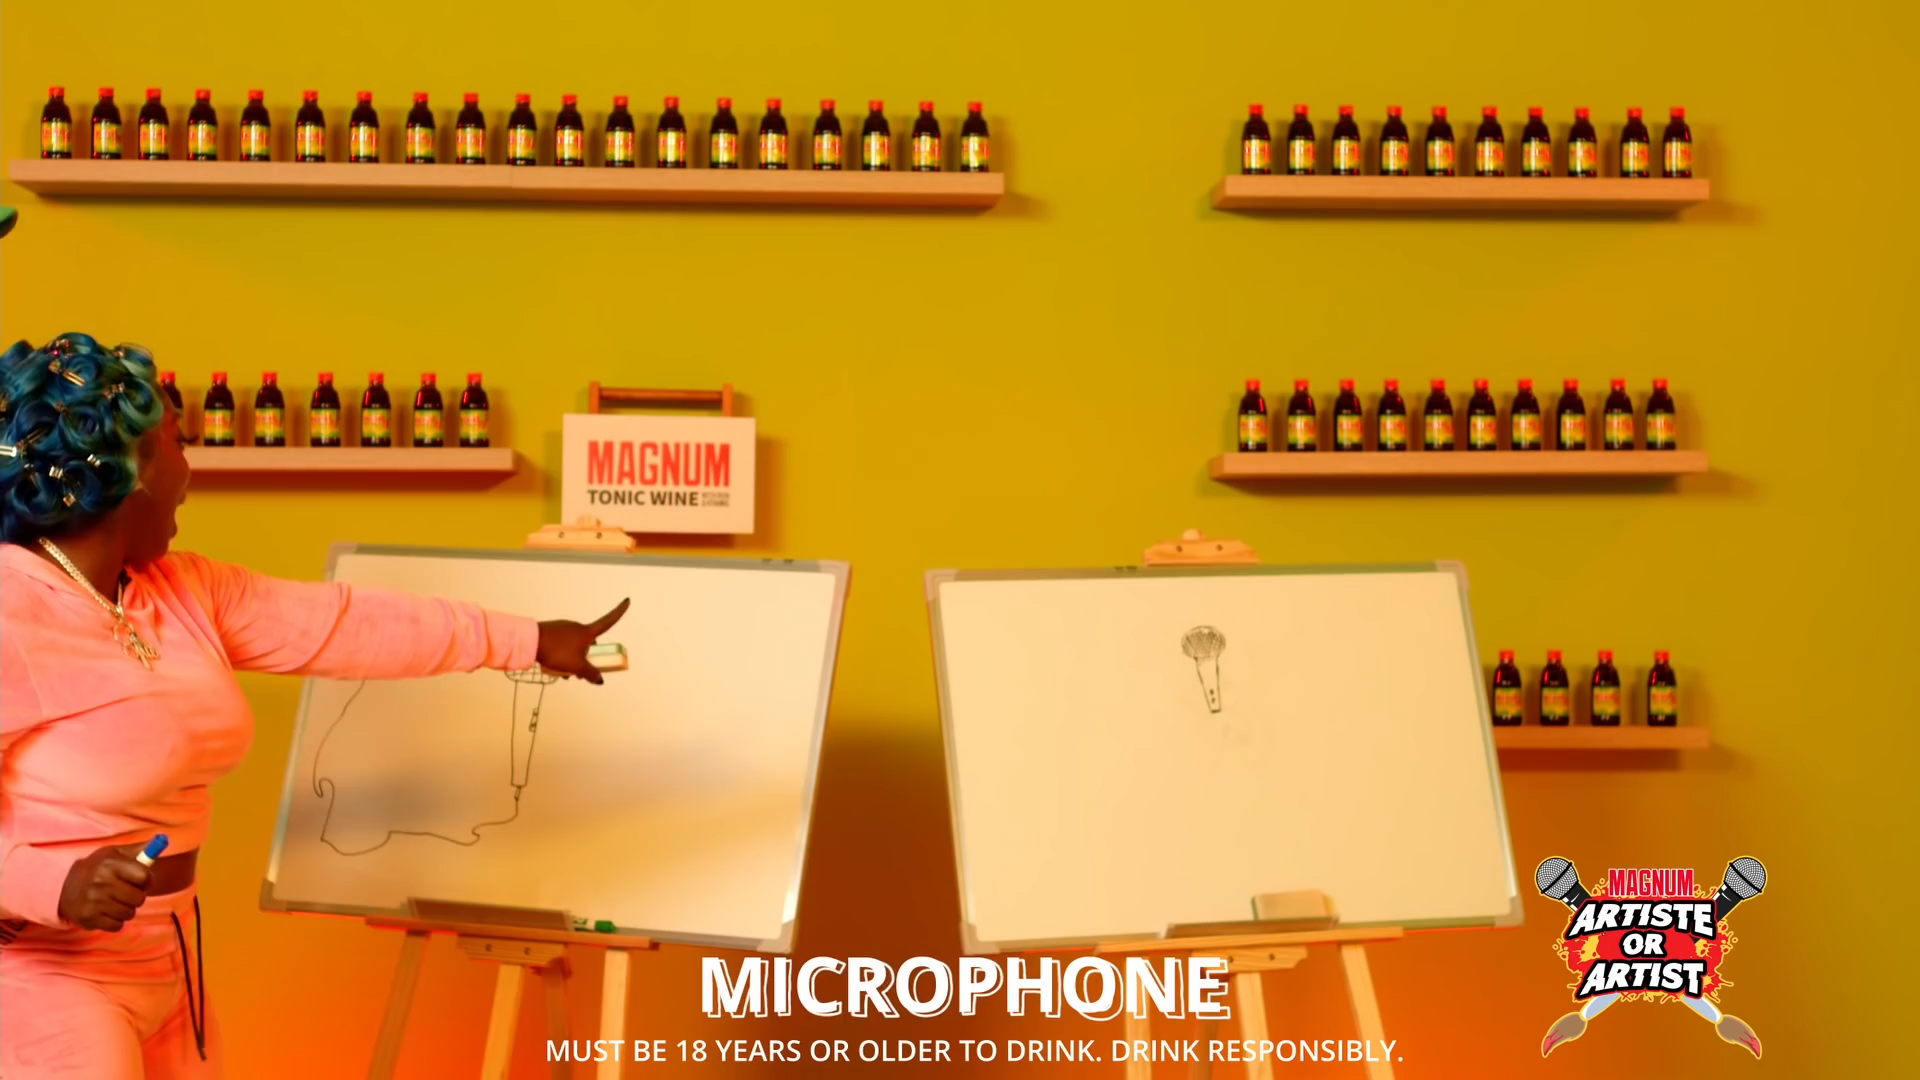 MAGNUM
TONIC WINE
MAGNUM
ARTISTE
OR
ARTIST
MICROPHONE
MUST BE 18 YEARS OR OLDER TO DRINK. DRINK RESPONSIBLY.